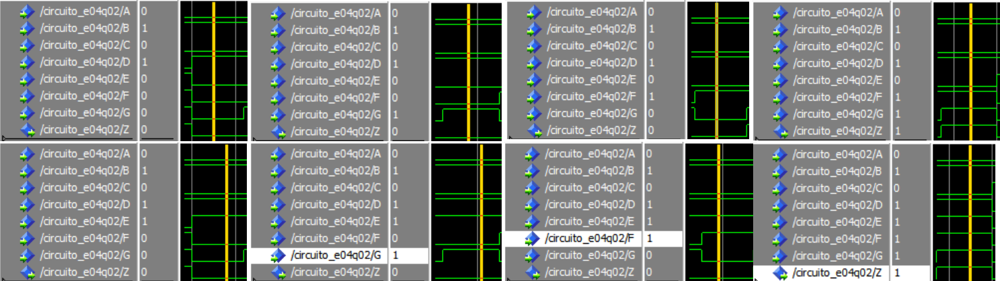 /circuito_e04q02/A 0
/circuito_e04q02/B 1
/circuito_e04q02/C 0
/circuito_e04q02/D 1
/circuito_e04q02/E 0
/circuito_e04q02/F 0
/circuito_e04q02/G 0
/circuito_e04q02/Z 0
/circuito_e04q02/A 0
/circuito_e04q02/B 1
/circuito_e04q02/C 0
/circuito_e04q02/D 1
/circuito_e04q02/E 0
/circuito_e04q02/F 0
/circuito_e04q02/G 1
/circuito_e04q02/Z 0
/circuito_e04q02/A 0
/circuito_e04q02/B 1
/circuito_e04q02/C 0
/circuito_e04q02/D 1
/circuito_e04q02/E 0
/circuito_e04q02/F 1
/circuito_e04q02/G 0
/circuito_e04q02/Z 0
/circuito_e04q02/A 0
/circuito_e04q02/B 1
/circuito_e04q02/C 0
/circuito_e04q02/D 1
/circuito_e04q02/E 0
/circuito_e04q02/F 1
/circuito_e04q02/G 1
/circuito_e04q02/Z 1
/circuito_e04q02/A 0
/circuito_e04q02/B 1
/circuito_e04q02/C 0
/circuito_e04q02/D 1
/circuito_e04q02/E 1
/circuito_e04q02/F 0
/circuito_e04q02/G 0
/circuito_e04q02/Z 0
/circuito_e04q02/A 0
/circuito_e04q02/B 1
/circuito_e04q02/C 0
/circuito_e04q02/D 1
/circuito_e04q02/E 1
/circuito_e04q02/F 0
/circuito_e04q02/G 1
/circuito_e04q02/Z 0
/circuito_e04q02/A 0
/circuito_e04q02/B 1
/circuito_e04q02/C 0
/circuito_e04q02/D 1
/circuito_e04q02/E 1
/circuito_e04q02/F 1
/circuito_e04q02/G 0
/circuito_e04q02/Z 0
/circuito_e04q02/A 0
/circuito_e04q02/B 1
/circuito_e04q02/C 0
/circuito_e04q02/D 1
/circuito_e04q02/E 1
/circuito_e04q02/F 1
/circuito_e04q02/G 1
/circuito_e04q02/Z 1